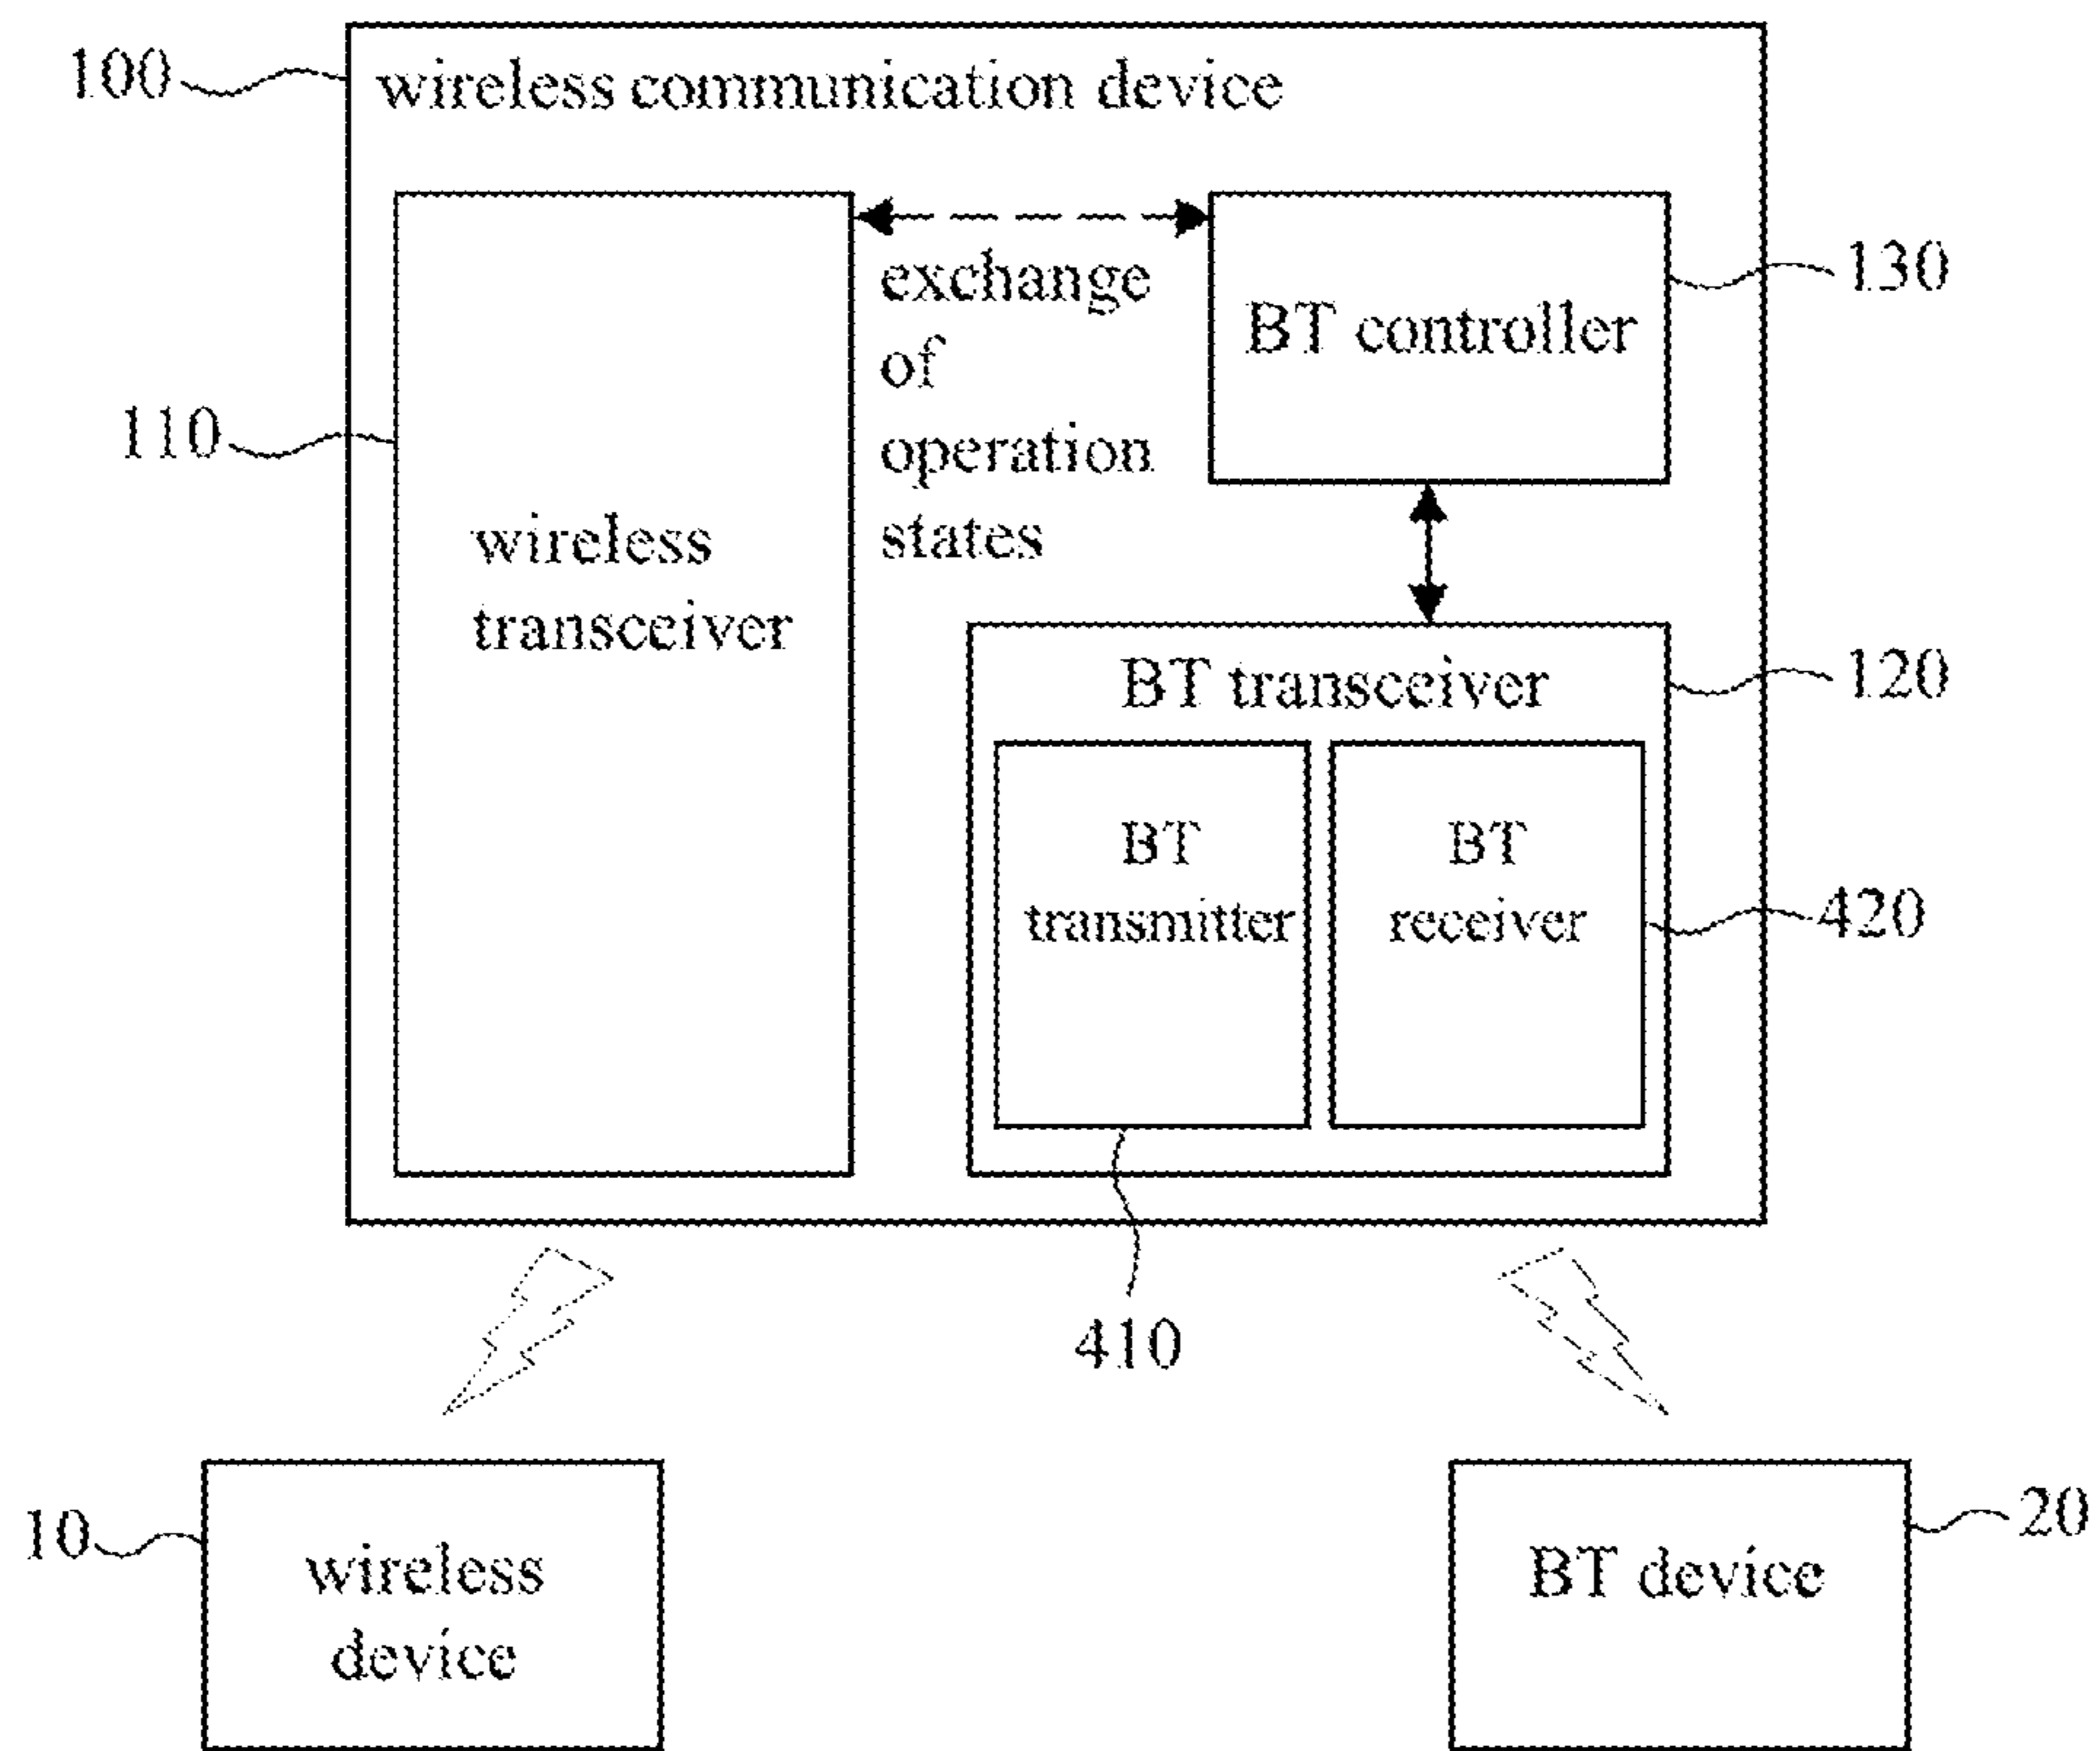 100
wireless communication device
130
exchange
of
operation
states
BT controller
110
wireless
transceiver
120
BT transceiver
BT
transmitter
BT
receiver
420
410
10
wireless
device
20
BT device